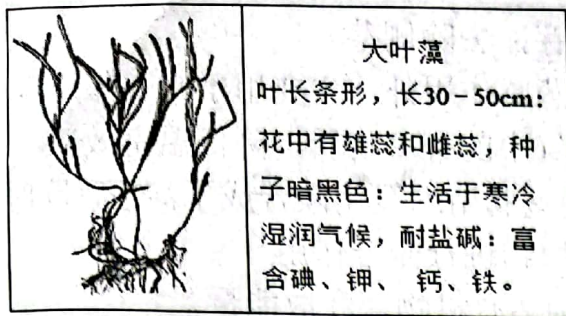 大叶藻
叶长条形，长30－50cm：
花中有雄蕊和雌蕊，种
子暗黑色：生活于寒冷
湿润气候，耐盐碱：富
含碘、钾、钙、铁。